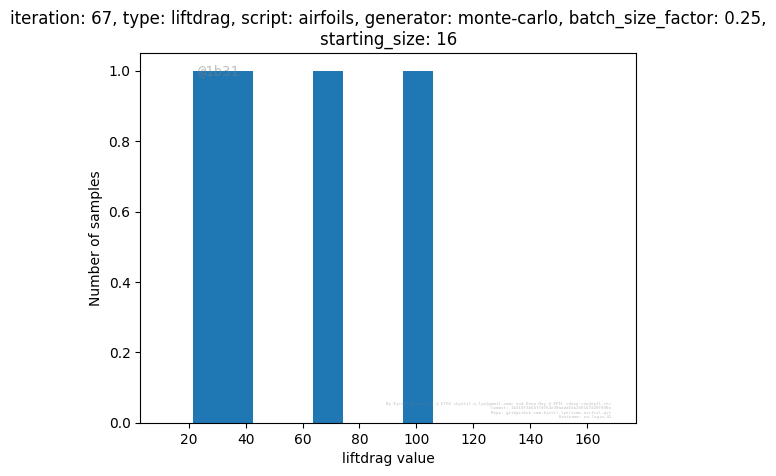 iteration: 67, type: liftdrag, script: airfoils, generator: monte-carlo, batch_size_factor: 0.25,
starting_size: 16
@1b31
1.0
0.8
0.6
0.4
0.2
0.0
Number of samples
20 40 60 80 100 120 140 160
liftdrag value